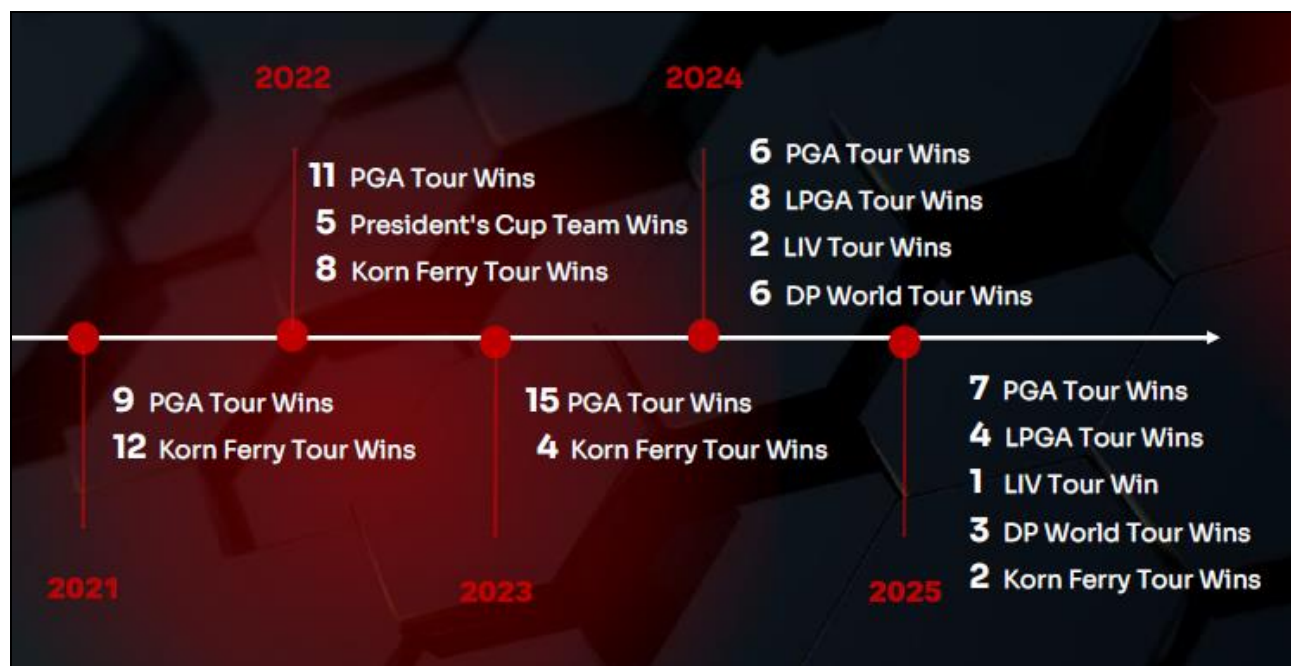 2022
11 PGA Tour Wins
5 President's Cup Team Wins
8 Korn Ferry Tour Wins
2024
6 PGA Tour Wins
8 LPGA Tour Wins
2 LIV Tour Wins
6 DP World Tour Wins
9 PGA Tour Wins
12 Korn Ferry Tour Wins
2021
15 PGA Tour Wins
4 Korn Ferry Tour Wins
2023
7 PGA Tour Wins
4 LPGA Tour Wins
1 LIV Tour Win
3 DP World Tour Wins
2 Korn Ferry Tour Wins
2025